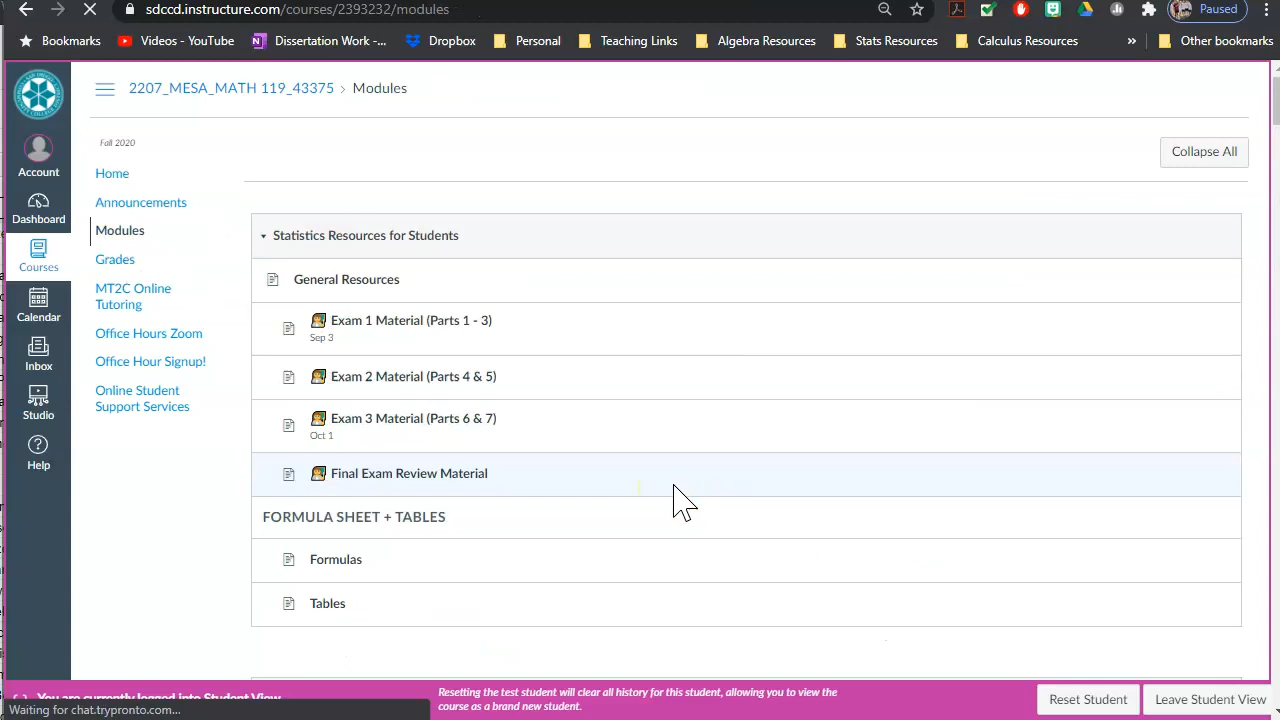 sdccd.instructure.com/courses/2393232/modules
Paused
Bookmarks
Videos - YouTube
Dissertation Work -...
Dropbox
Personal
Teaching Links
Algebra Resources
Stats Resources
Calculus Resources
»
Other bookmarks
2207_MESA_MATH 119_43375 › Modules
Fall 2020
Collapse All
Account
Dashboard
Courses
Calendar
Inbox
Studio
Help
Home
Announcements
Modules
Grades
MT2C Online
Tutoring
Office Hours Zoom
Office Hour Signup!
Online Student
Support Services
Statistics Resources for Students
General Resources
Exam 1 Material (Parts 1 - 3)
Sep 3
Exam 2 Material (Parts 4 & 5)
Exam 3 Material (Parts 6 & 7)
Oct 1
Final Exam Review Material
FORMULA SHEET + TABLES
Formulas
Tables
You are currently logged into Student View
Resetting the test student will clear all history for this student, allowing you to view the
course as a brand new student.
Reset Student
Leave Student View
Waiting for chat.trypronto.com...